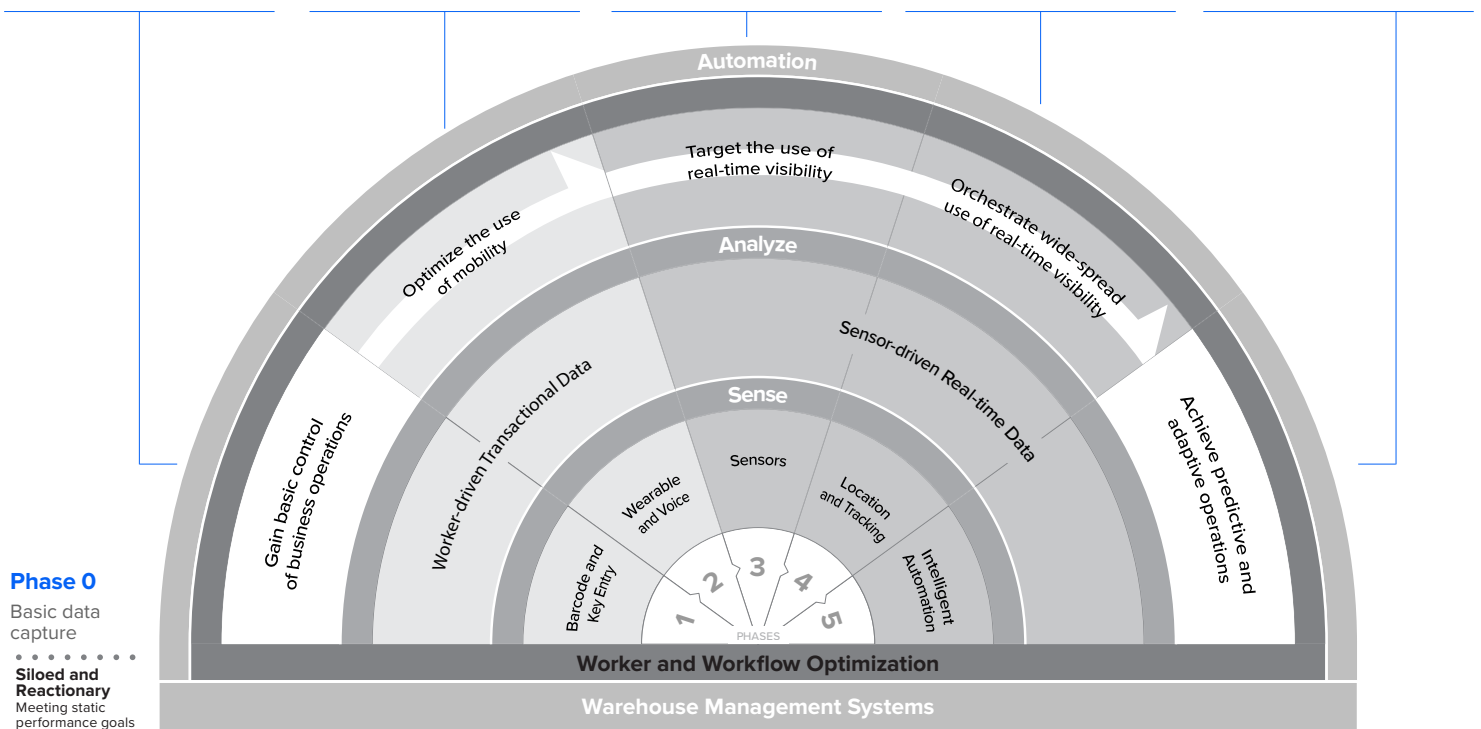 Automation
Target the use of
real-time visibility
Optimize the use
of mobility
Orchestrate wide-spread
use of real-time visibility
Analyze
Worker-driven Transactional Data
Sensor-driven Real-time Data
Sense
Gain basic control
of business operations
Achieve predictive and
adaptive operations
Barcode and
Key Entry
Wearable
and Voice
Sensors
Location
and Tracking
Intelligent
Automation
1
2
3
4
5
PHASES
Phase 0
Basic data
capture
Siloed and
Reactionary
Meeting static
performance goals
Worker and Workflow Optimization
Warehouse Management Systems